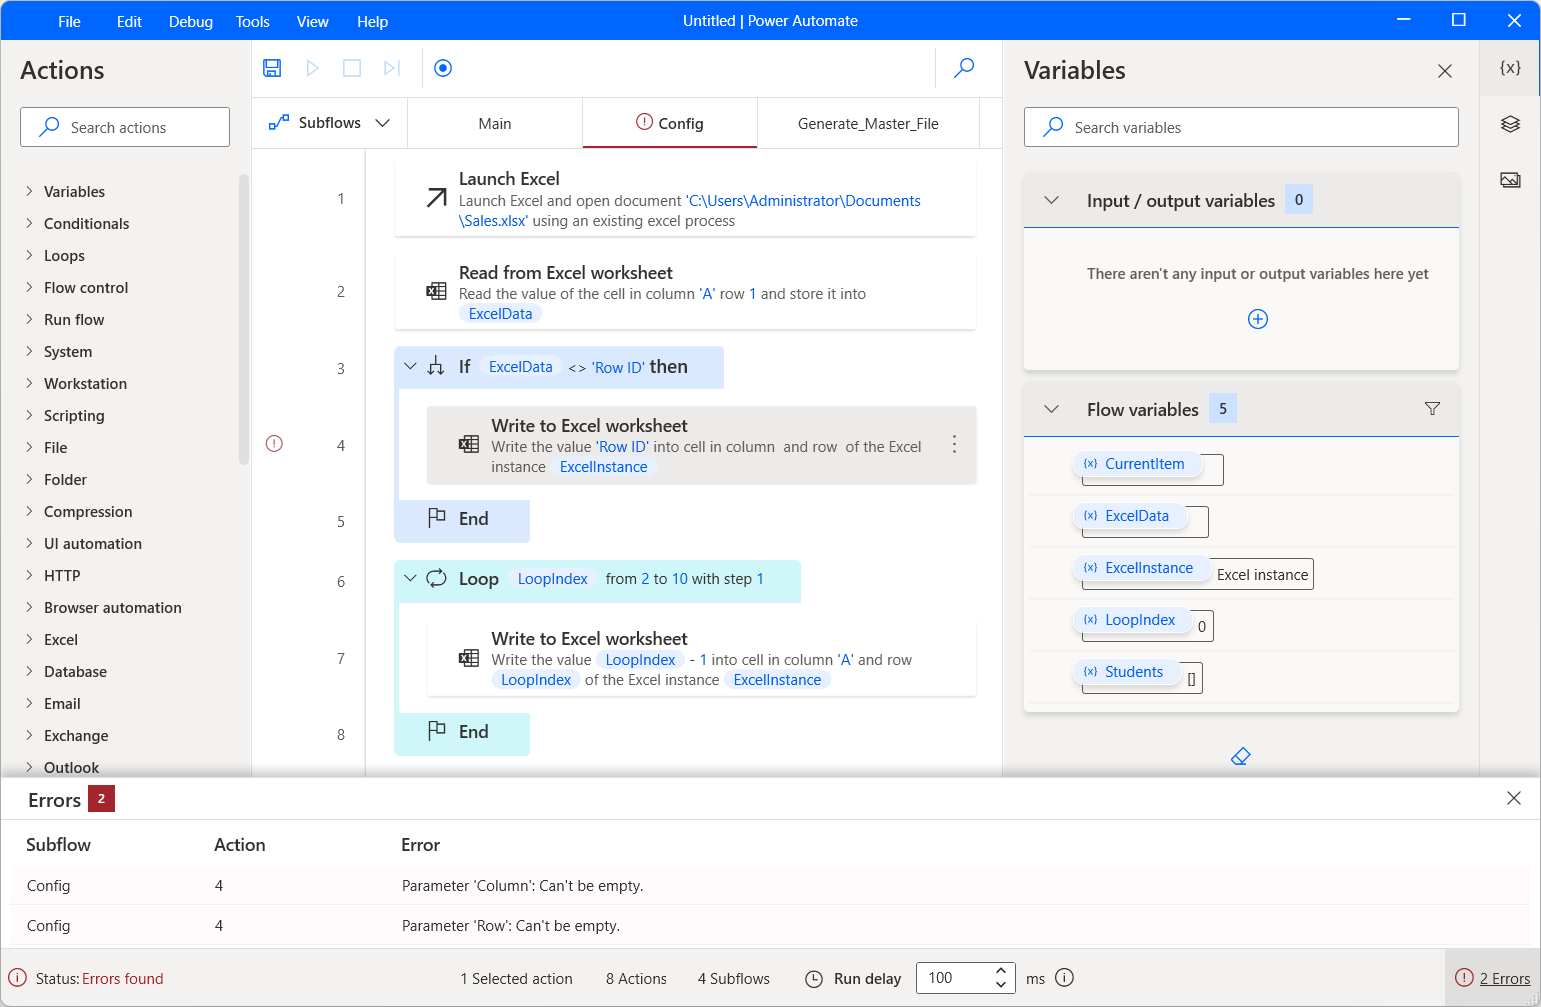 File Edit Debug Tools View Help
Untitled | Power Automate
Actions
Search actions
Variables
Conditionals
Loops
Flow control
Run flow
System
Workstation
Scripting
File
Folder
Compression
UI automation
HTTP
Browser automation
Excel
Database
Email
Exchange
Outlook
Subflows
Main
Config
Generate_Master_File
1
Launch Excel
Launch Excel and open document 'C:\Users\Administrator\Documents
\Sales.xlsx' using an existing excel process
2
Read from Excel worksheet
Read the value of the cell in column 'A' row 1 and store it into
ExcelData
3
If ExcelData <> 'Row ID' then
4
Write to Excel worksheet
Write the value 'Row ID' into cell in column and row of the Excel
instance ExcelInstance
5
End
6
Loop LoopIndex from 2 to 10 with step 1
7
Write to Excel worksheet
Write the value LoopIndex - 1 into cell in column 'A' and row
LoopIndex of the Excel instance ExcelInstance
8
End
Variables
{x}
Search variables
Input / output variables 0
There aren't any input or output variables here yet
Flow variables 5
{x} CurrentItem
{x} ExcelData
{x} ExcelInstance Excel instance
{x} LoopIndex 0
{x} Students []
Errors 2
Subflow Action Error
Config 4 Parameter 'Column': Can't be empty.
Config 4 Parameter 'Row': Can't be empty.
Status: Errors found
1 Selected action
8 Actions
4 Subflows
Run delay 100 ms
2 Errors